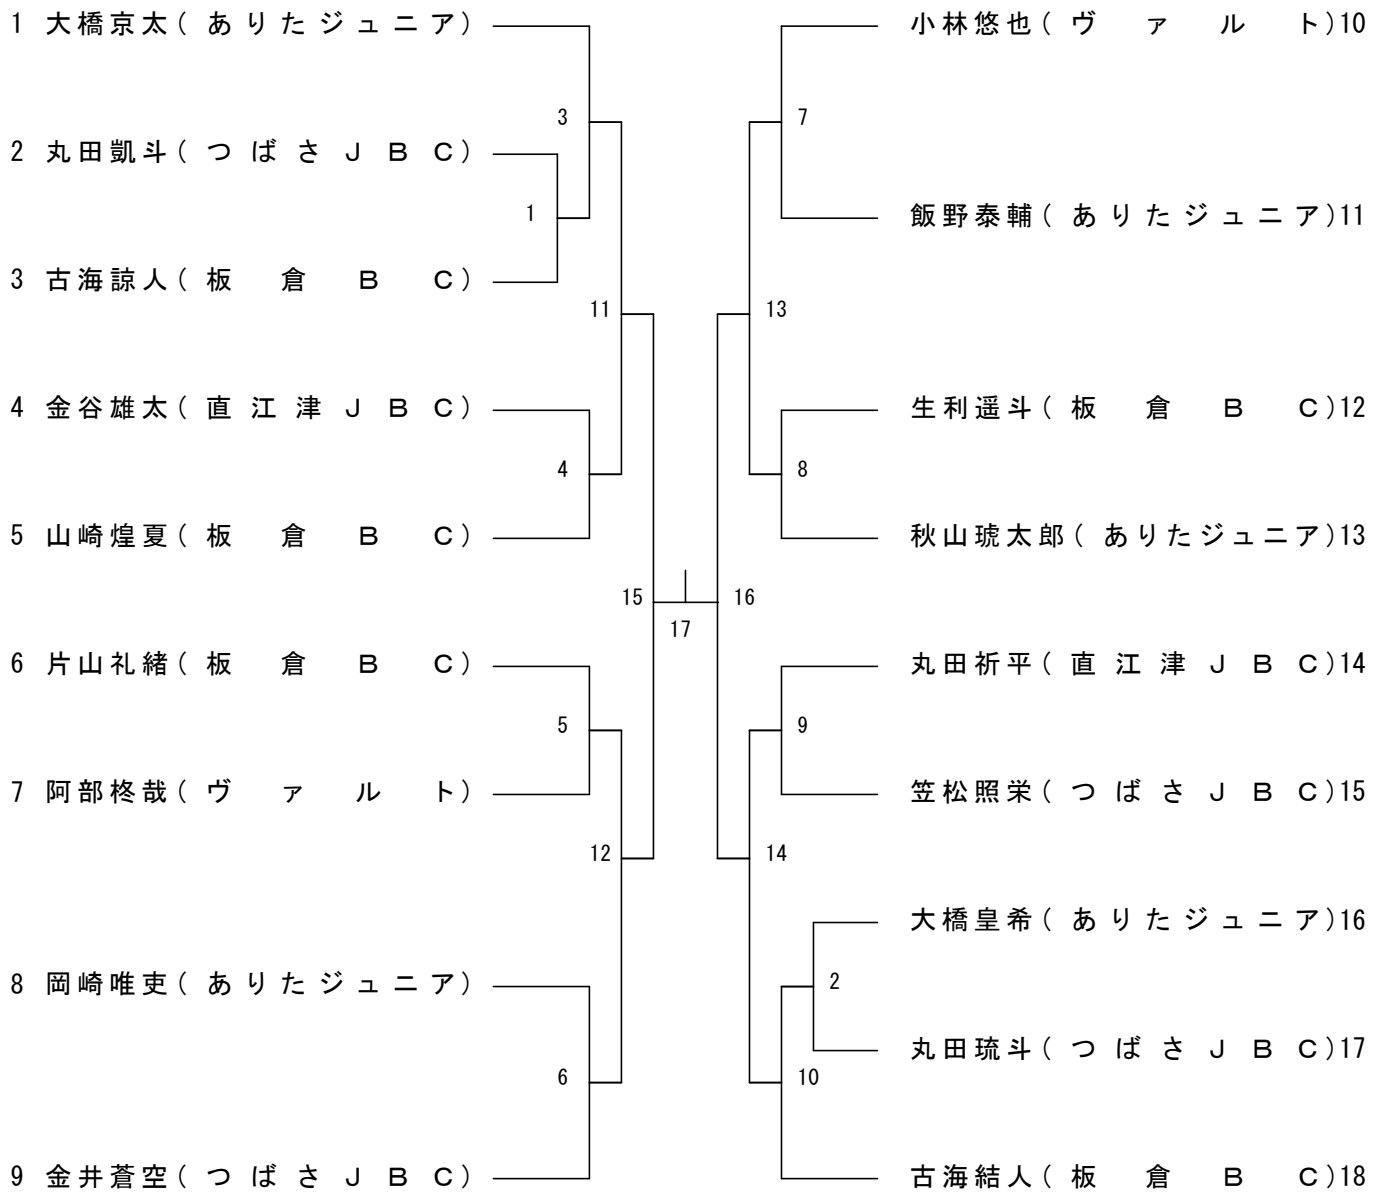 1 大橋京太(ありたジュニア)
2 丸田凱斗(つばさJBC)
3 古海諒人(板倉BC)
4 金谷雄太(直江津JBC)
5 山崎煌夏(板倉BC)
6 片山礼緒(板倉BC)
7 阿部柊哉(ヴァルト)
8 岡崎唯吏(ありたジュニア)
9 金井蒼空(つばさJBC)
3
1
11
4
15
5
12
6
17
7
13
8
16
9
14
2
10
小林悠也(ヴァルト)10
飯野泰輔(ありたジュニア)11
生利遥斗(板倉BC)12
秋山琥太郎(ありたジュニア)13
丸田祈平(直江津JBC)14
笠松照栄(つばさJBC)15
大橋皇希(ありたジュニア)16
丸田琉斗(つばさJBC)17
古海結人(板倉BC)18